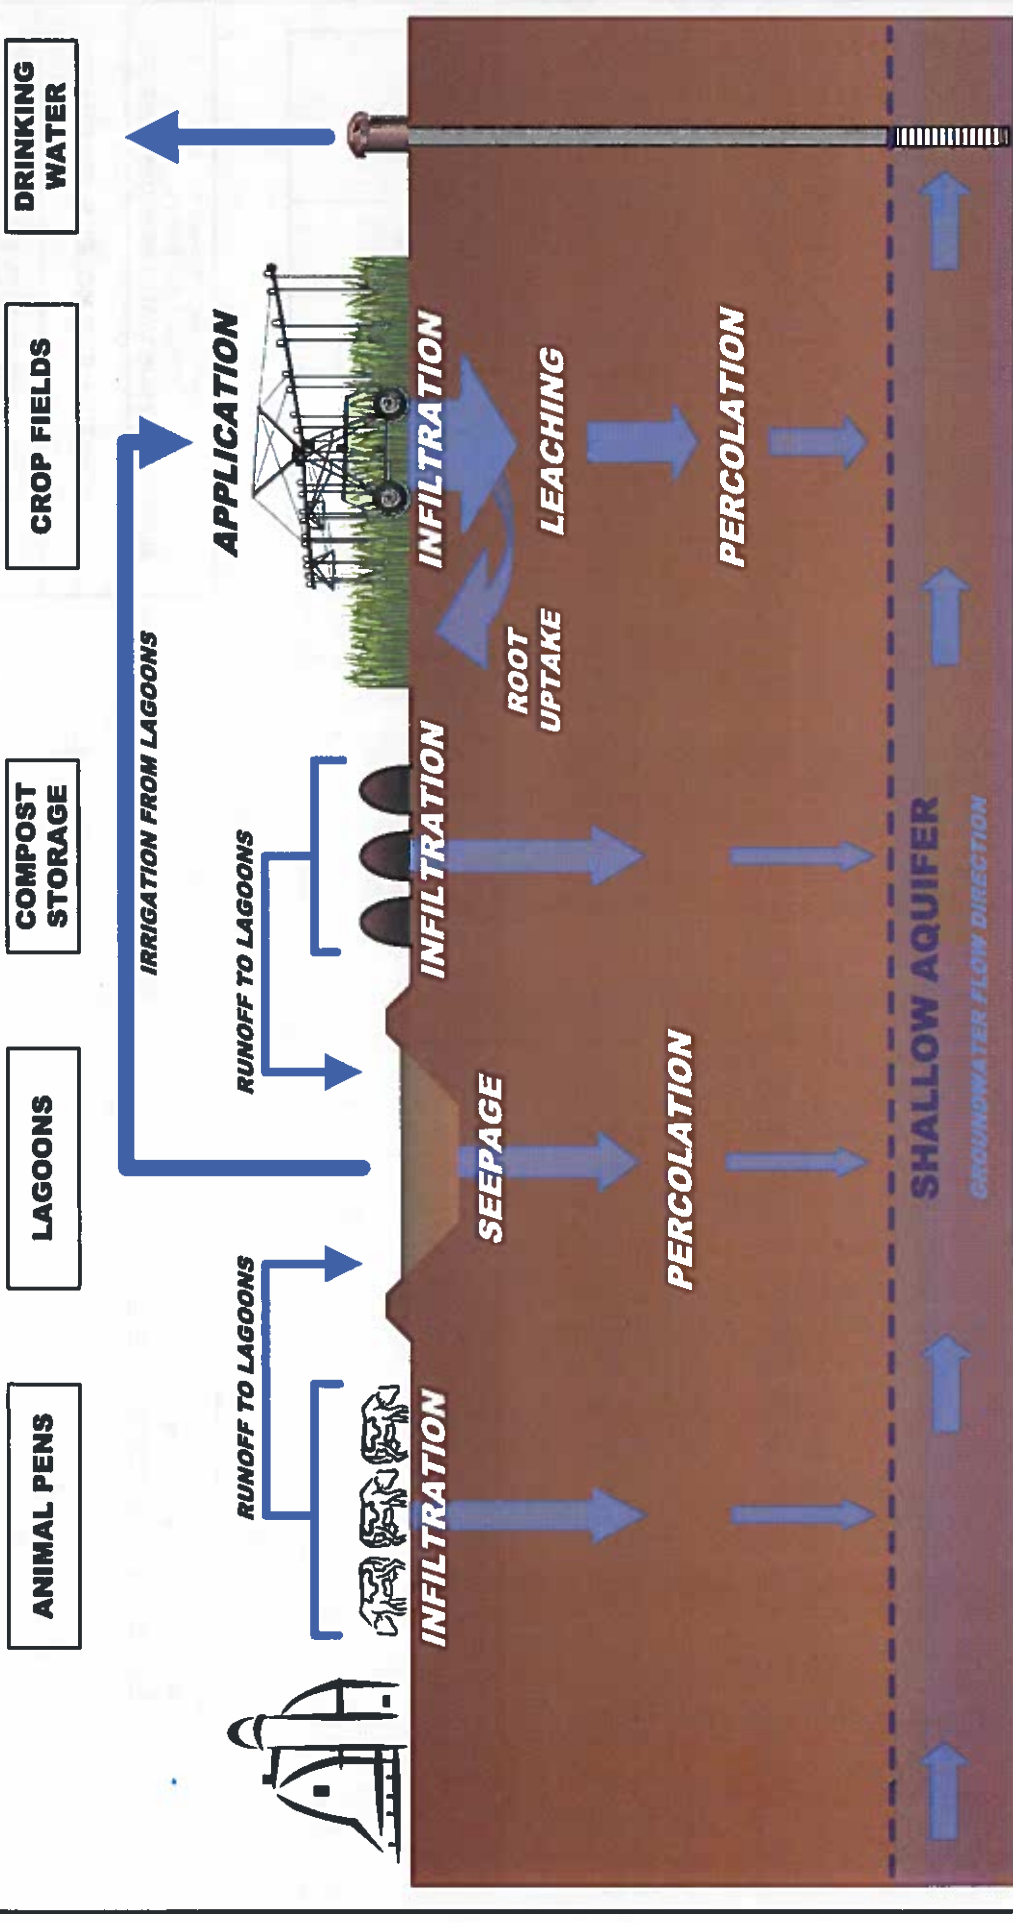 ANIMAL PENS
LAGOONS
COMPOST
STORAGE
CROP FIELDS
DRINKING
WATER
IRRIGATION FROM LAGOONS
RUNOFF TO LAGOONS
RUNOFF TO LAGOONS
APPLICATION
INFILTRATION
SEEPAGE
INFILTRATION
INFILTRATION
ROOT
UPTAKE
LEACHING
PERCOLATION
PERCOLATION
SHALLOW AQUIFER
GROUNDWATER FLOW DIRECTION